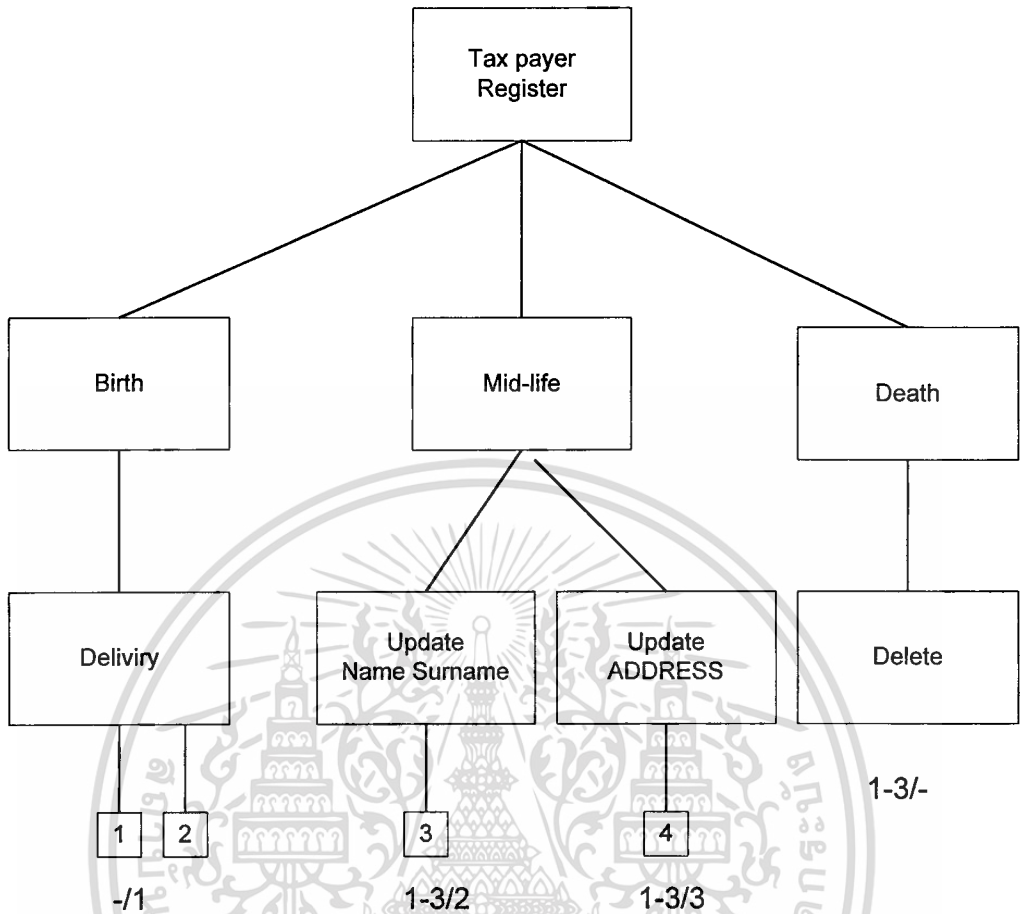 Tax payer
Register
Birth
Mid-life
Death
Deliviry
Update
Name Surname
Update
ADDRESS
Delete
1
2
3
4
1-3/-
-/1
1-3/2
1-3/3